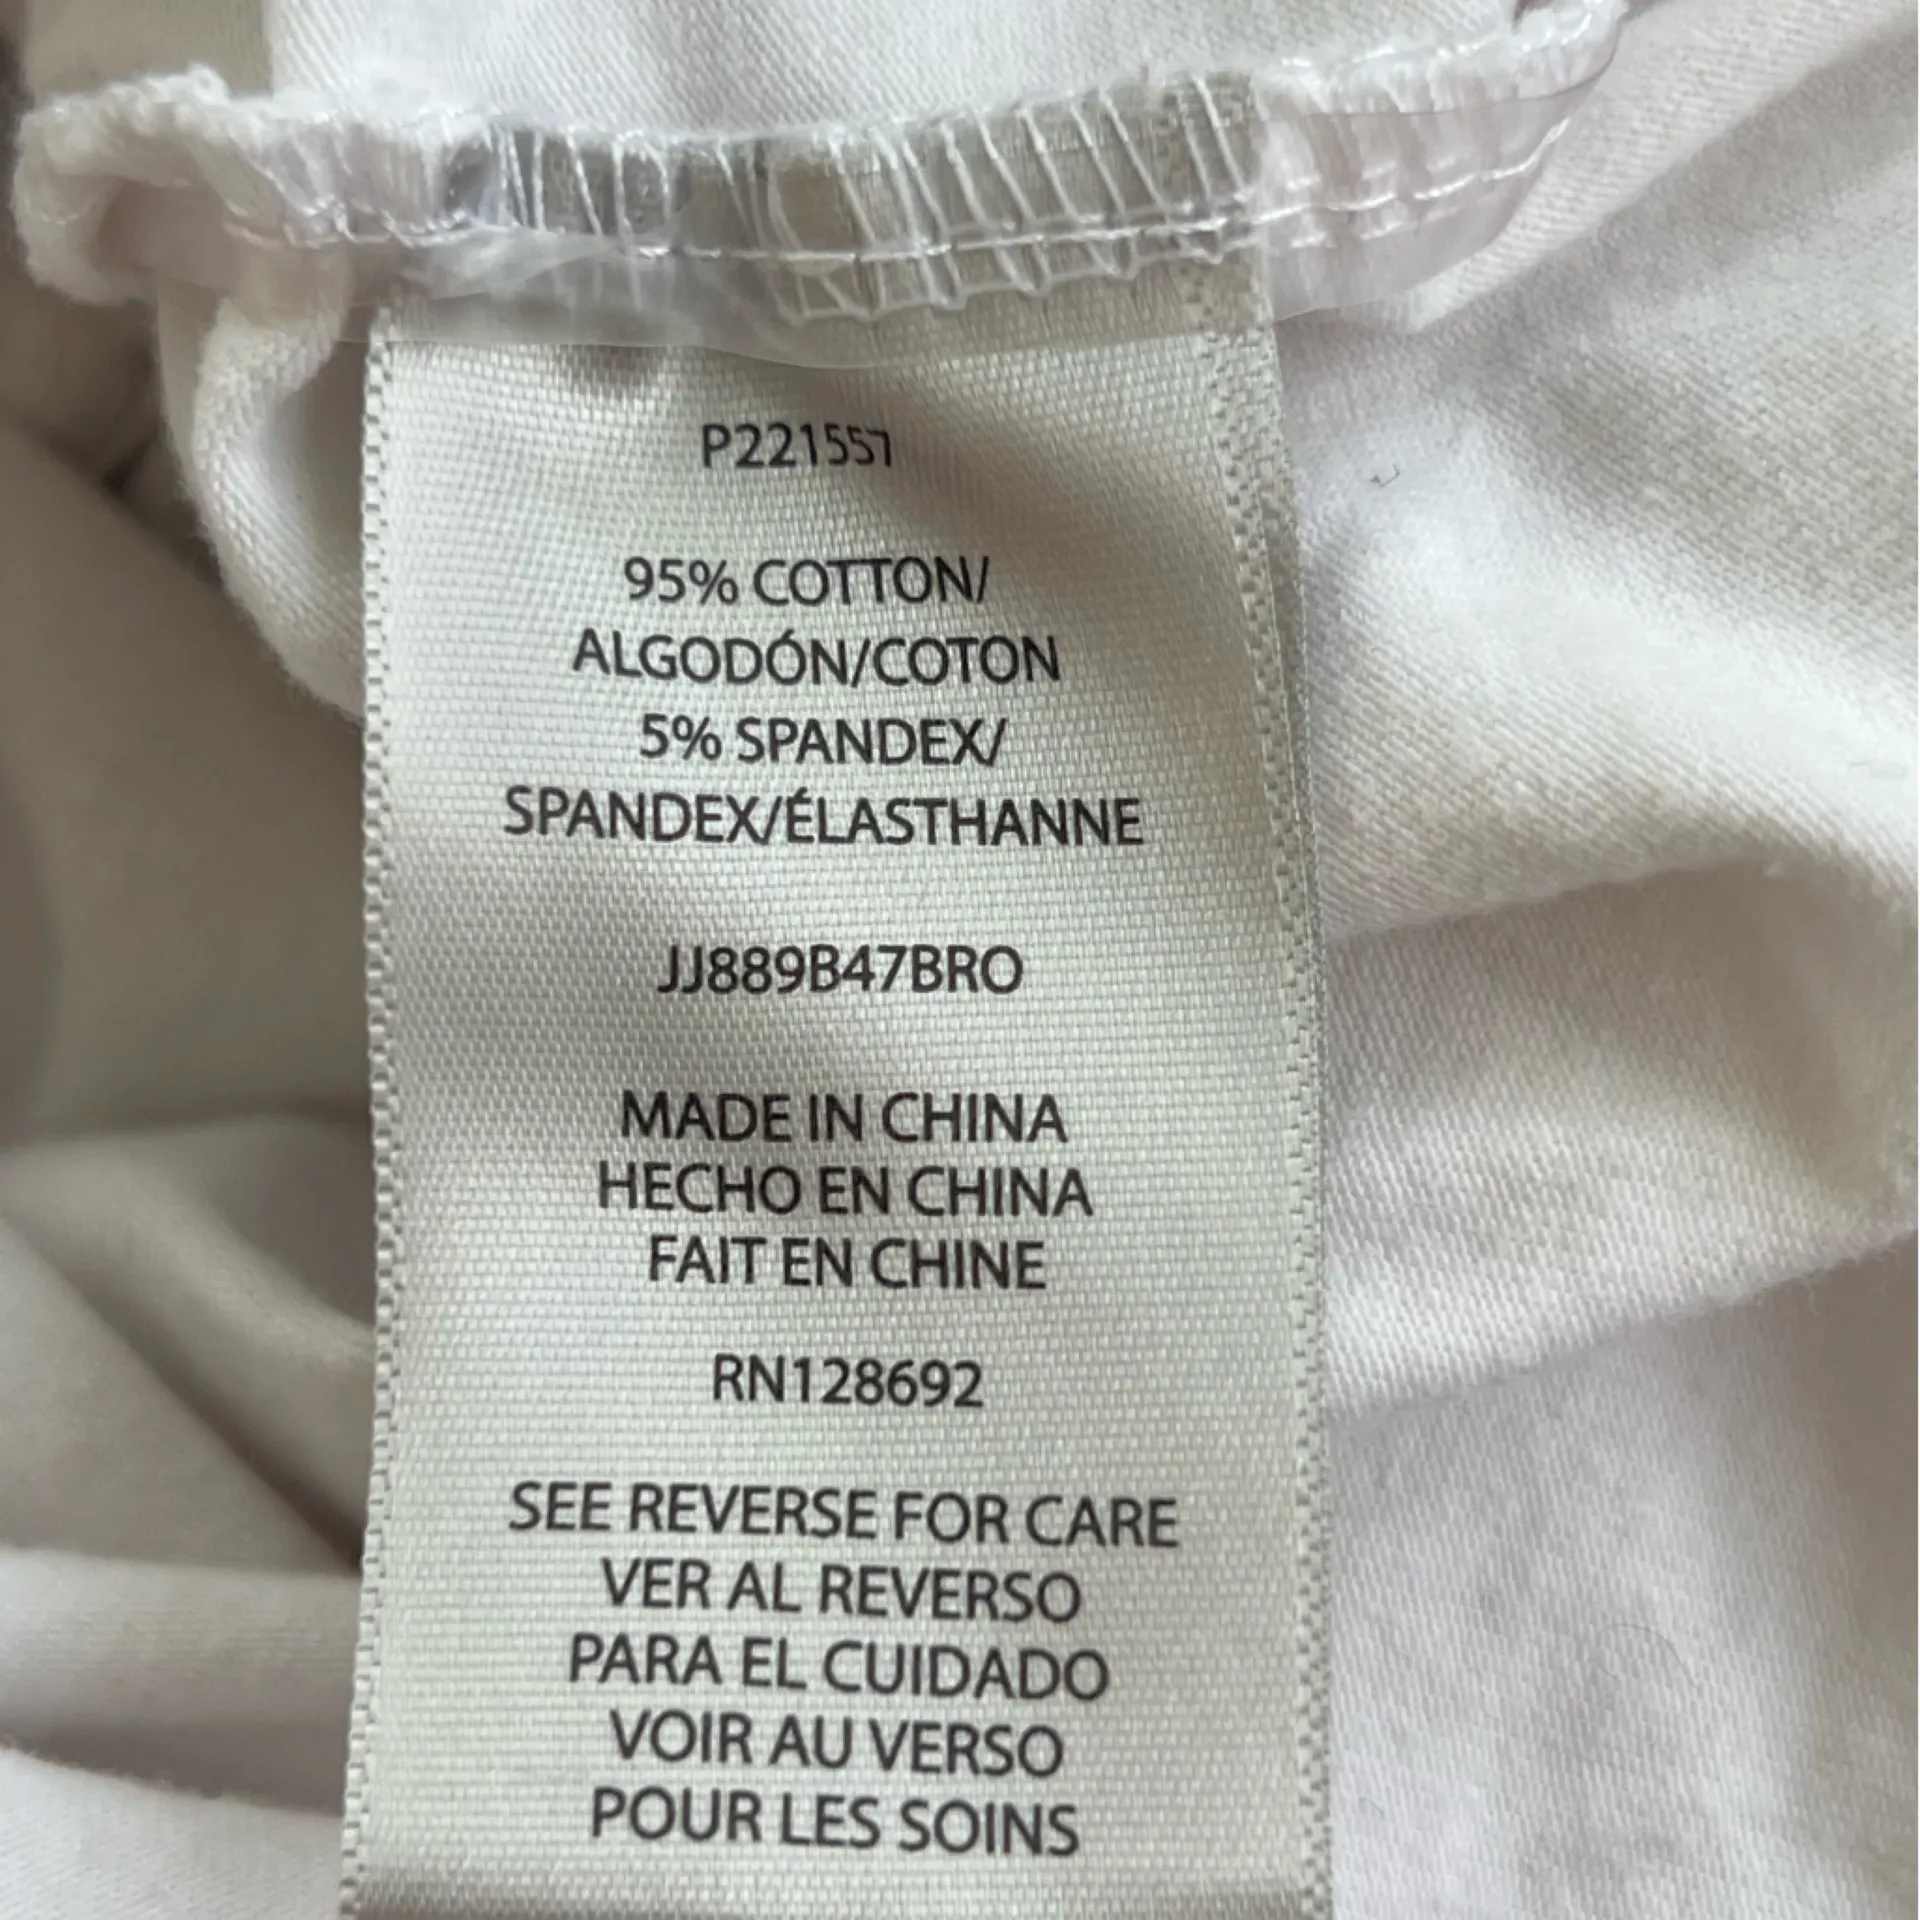 P221557
95% COTTON/
ALGODÓN/COTON
5% SPANDEX/
SPANDEX/ÉLASTHANNE
JJ889B47BRO
MADE IN CHINA
HECHO EN CHINA
FAIT EN CHINE
RN128692
SEE REVERSE FOR CARE
VER AL REVERSO
PARA EL CUIDADO
VOIR AU VERSO
POUR LES SOINS